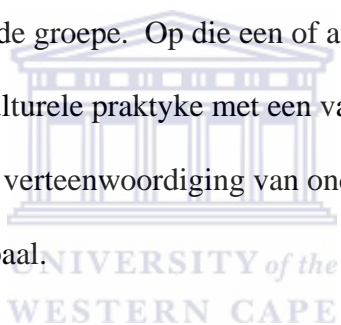 de groepe. Op die een of a
lturele praktyke met een va
verteenwoordiging van on
paal.
UNIVERSITY of the
WESTERN CAPE